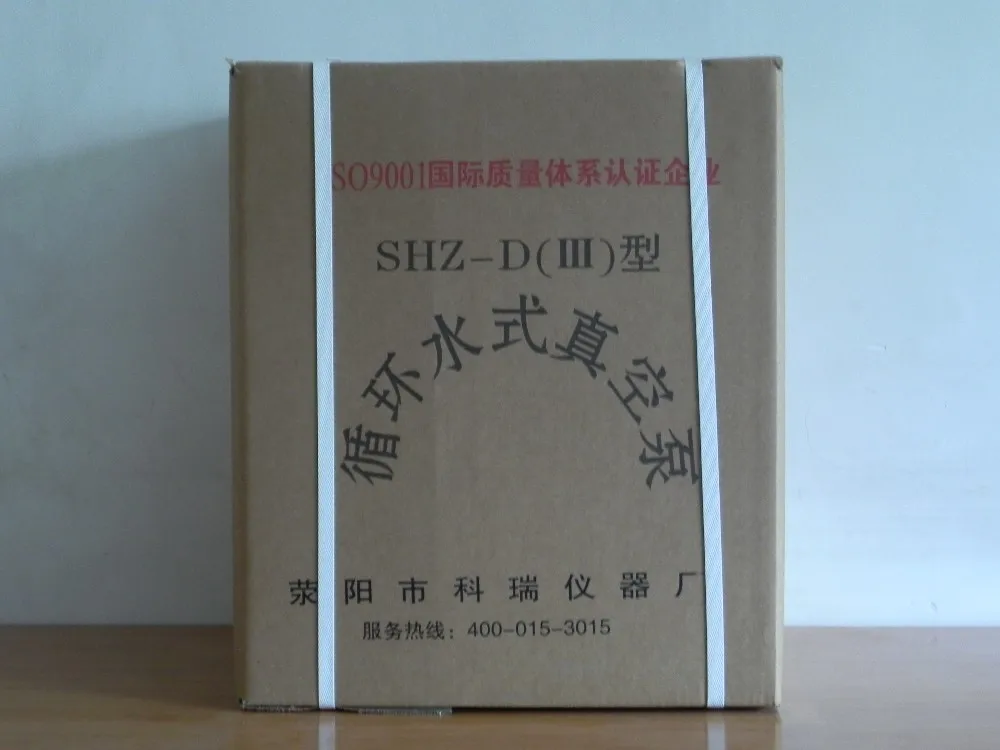 SO9001国际质量体系认证企业
SHZ-D(Ⅲ)型
循环水式真空泵
荥阳市科瑞仪器厂
服务热线：400-015-3015